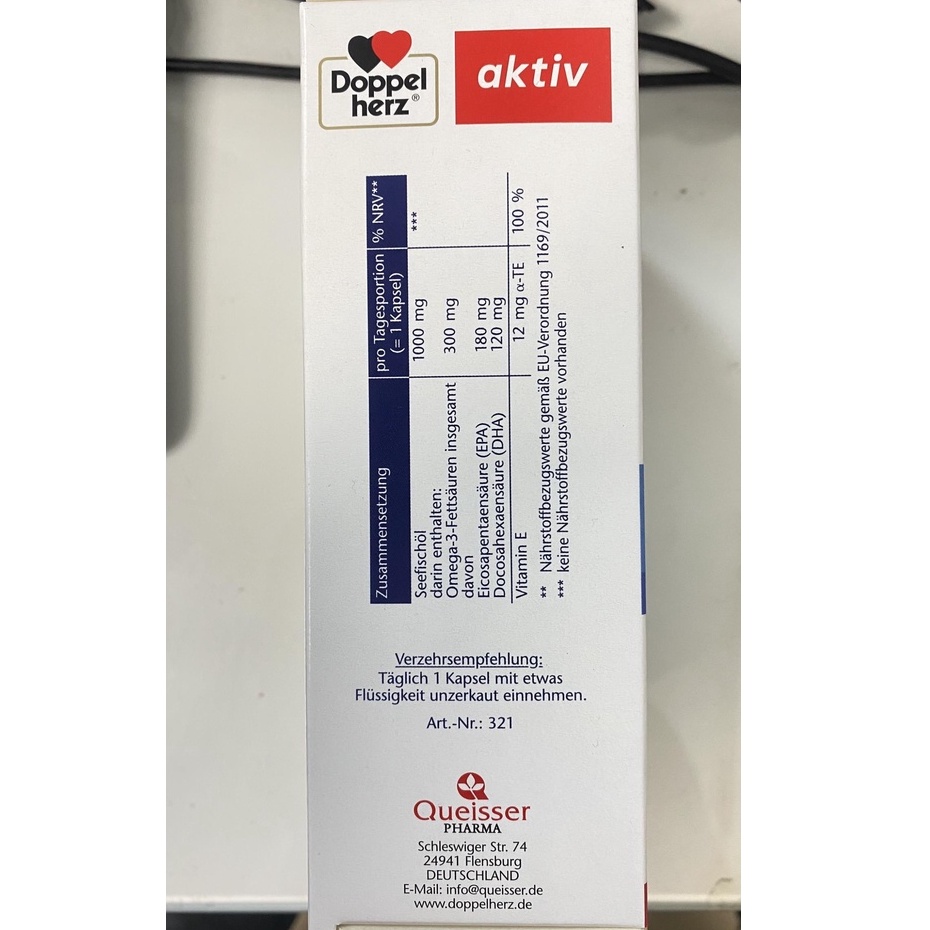 Doppel
herz®
aktiv
Zusammensetzung pro Tagesportion % NRV**
(= 1 Kapsel)
Seefischöl 1000 mg ***
darin enthalten:
Omega-3-Fettsäuren insgesamt 300 mg
davon
Eicosapentaensäure (EPA) 180 mg
Docosahexaensäure (DHA) 120 mg
Vitamin E 12 mg α-TE 100 %
** Nährstoffbezugswerte gemäß EU-Verordnung 1169/2011
*** keine Nährstoffbezugswerte vorhanden
Verzehrsempfehlung:
Täglich 1 Kapsel mit etwas
Flüssigkeit unzerkaut einnehmen.
Art.-Nr.: 321
Queisser
PHARMA
Schleswiger Str. 74
24941 Flensburg
DEUTSCHLAND
E-Mail: info@queisser.de
www.doppelherz.de